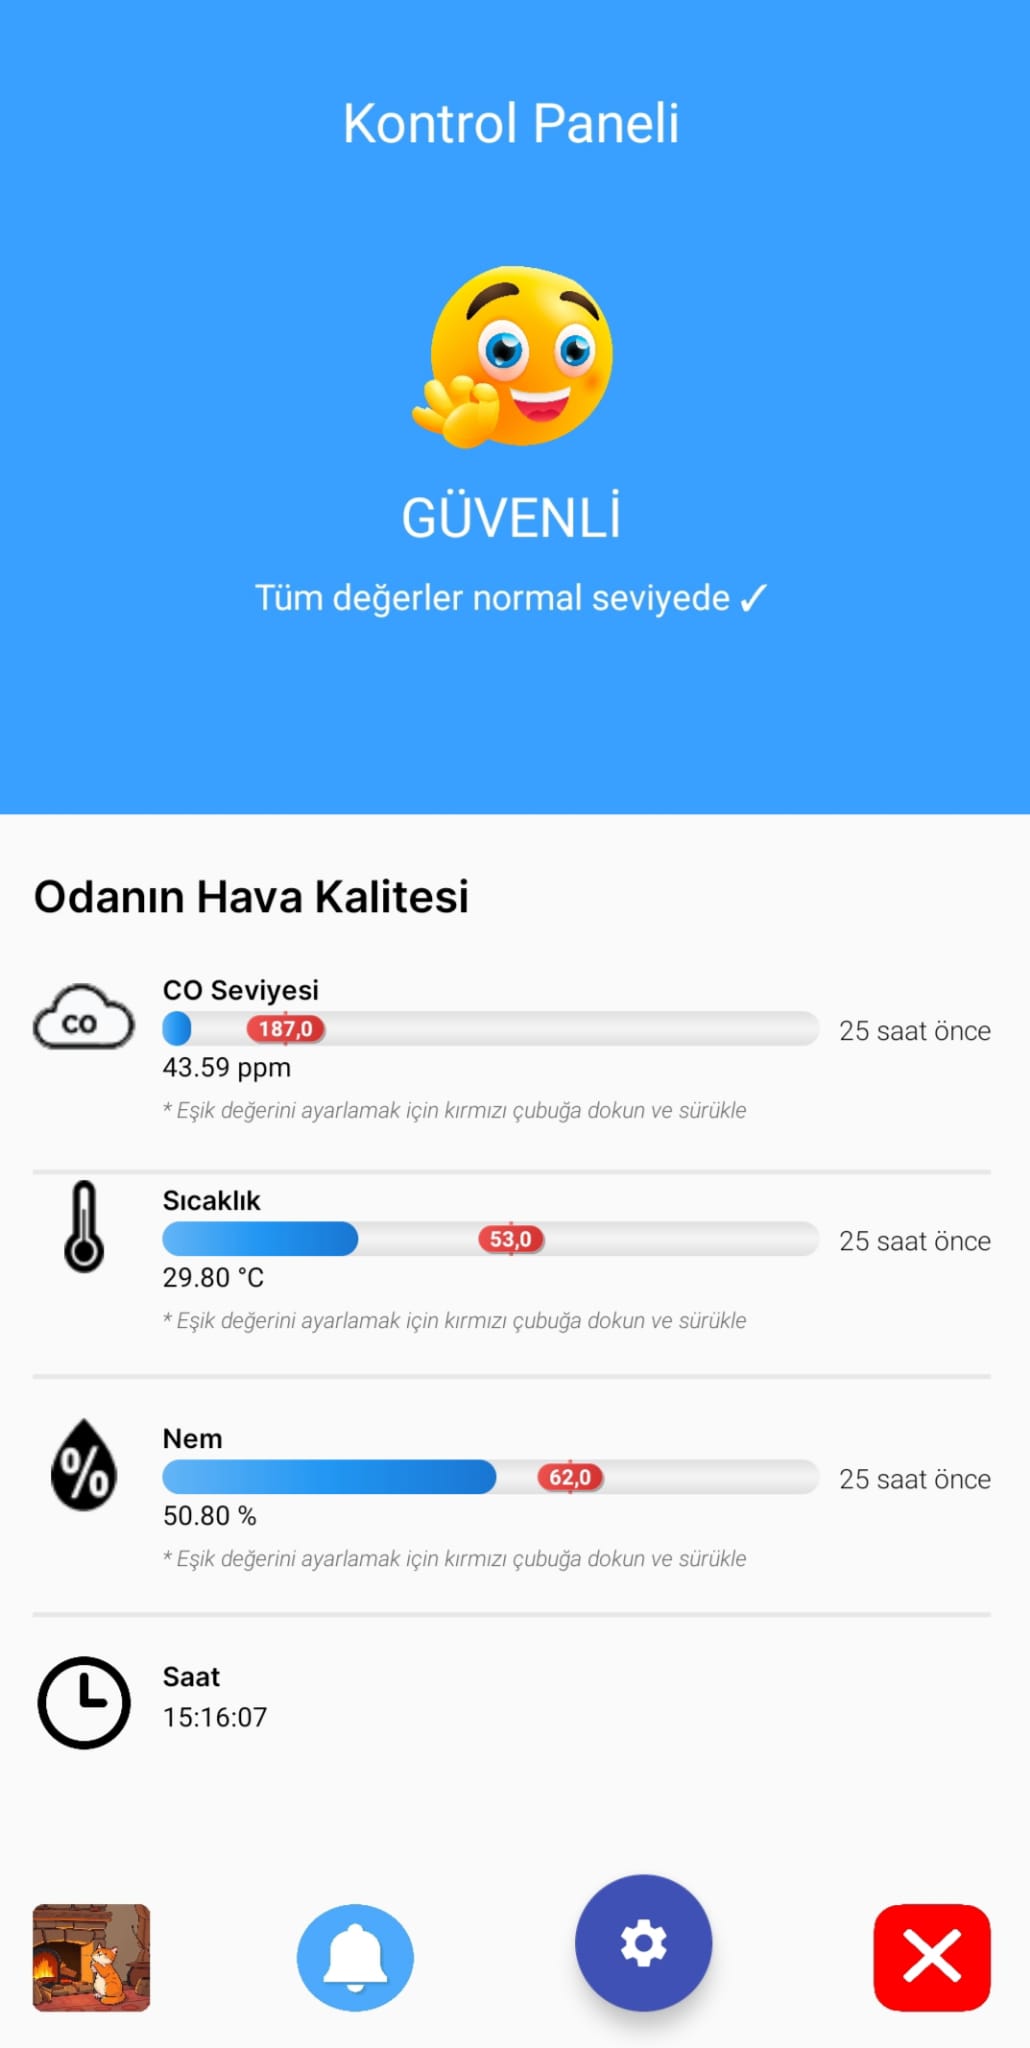 Kontrol Paneli
GÜVENLİ
Tüm değerler normal seviyede ✓
Odanın Hava Kalitesi
CO
CO Seviyesi
187,0
25 saat önce
43.59 ppm
* Eşik değerini ayarlamak için kırmızı çubuğa dokun ve sürükle
Sıcaklık
53,0
25 saat önce
29.80 °C
* Eşik değerini ayarlamak için kırmızı çubuğa dokun ve sürükle
%
Nem
62,0
25 saat önce
50.80 %
* Eşik değerini ayarlamak için kırmızı çubuğa dokun ve sürükle
Saat
15:16:07